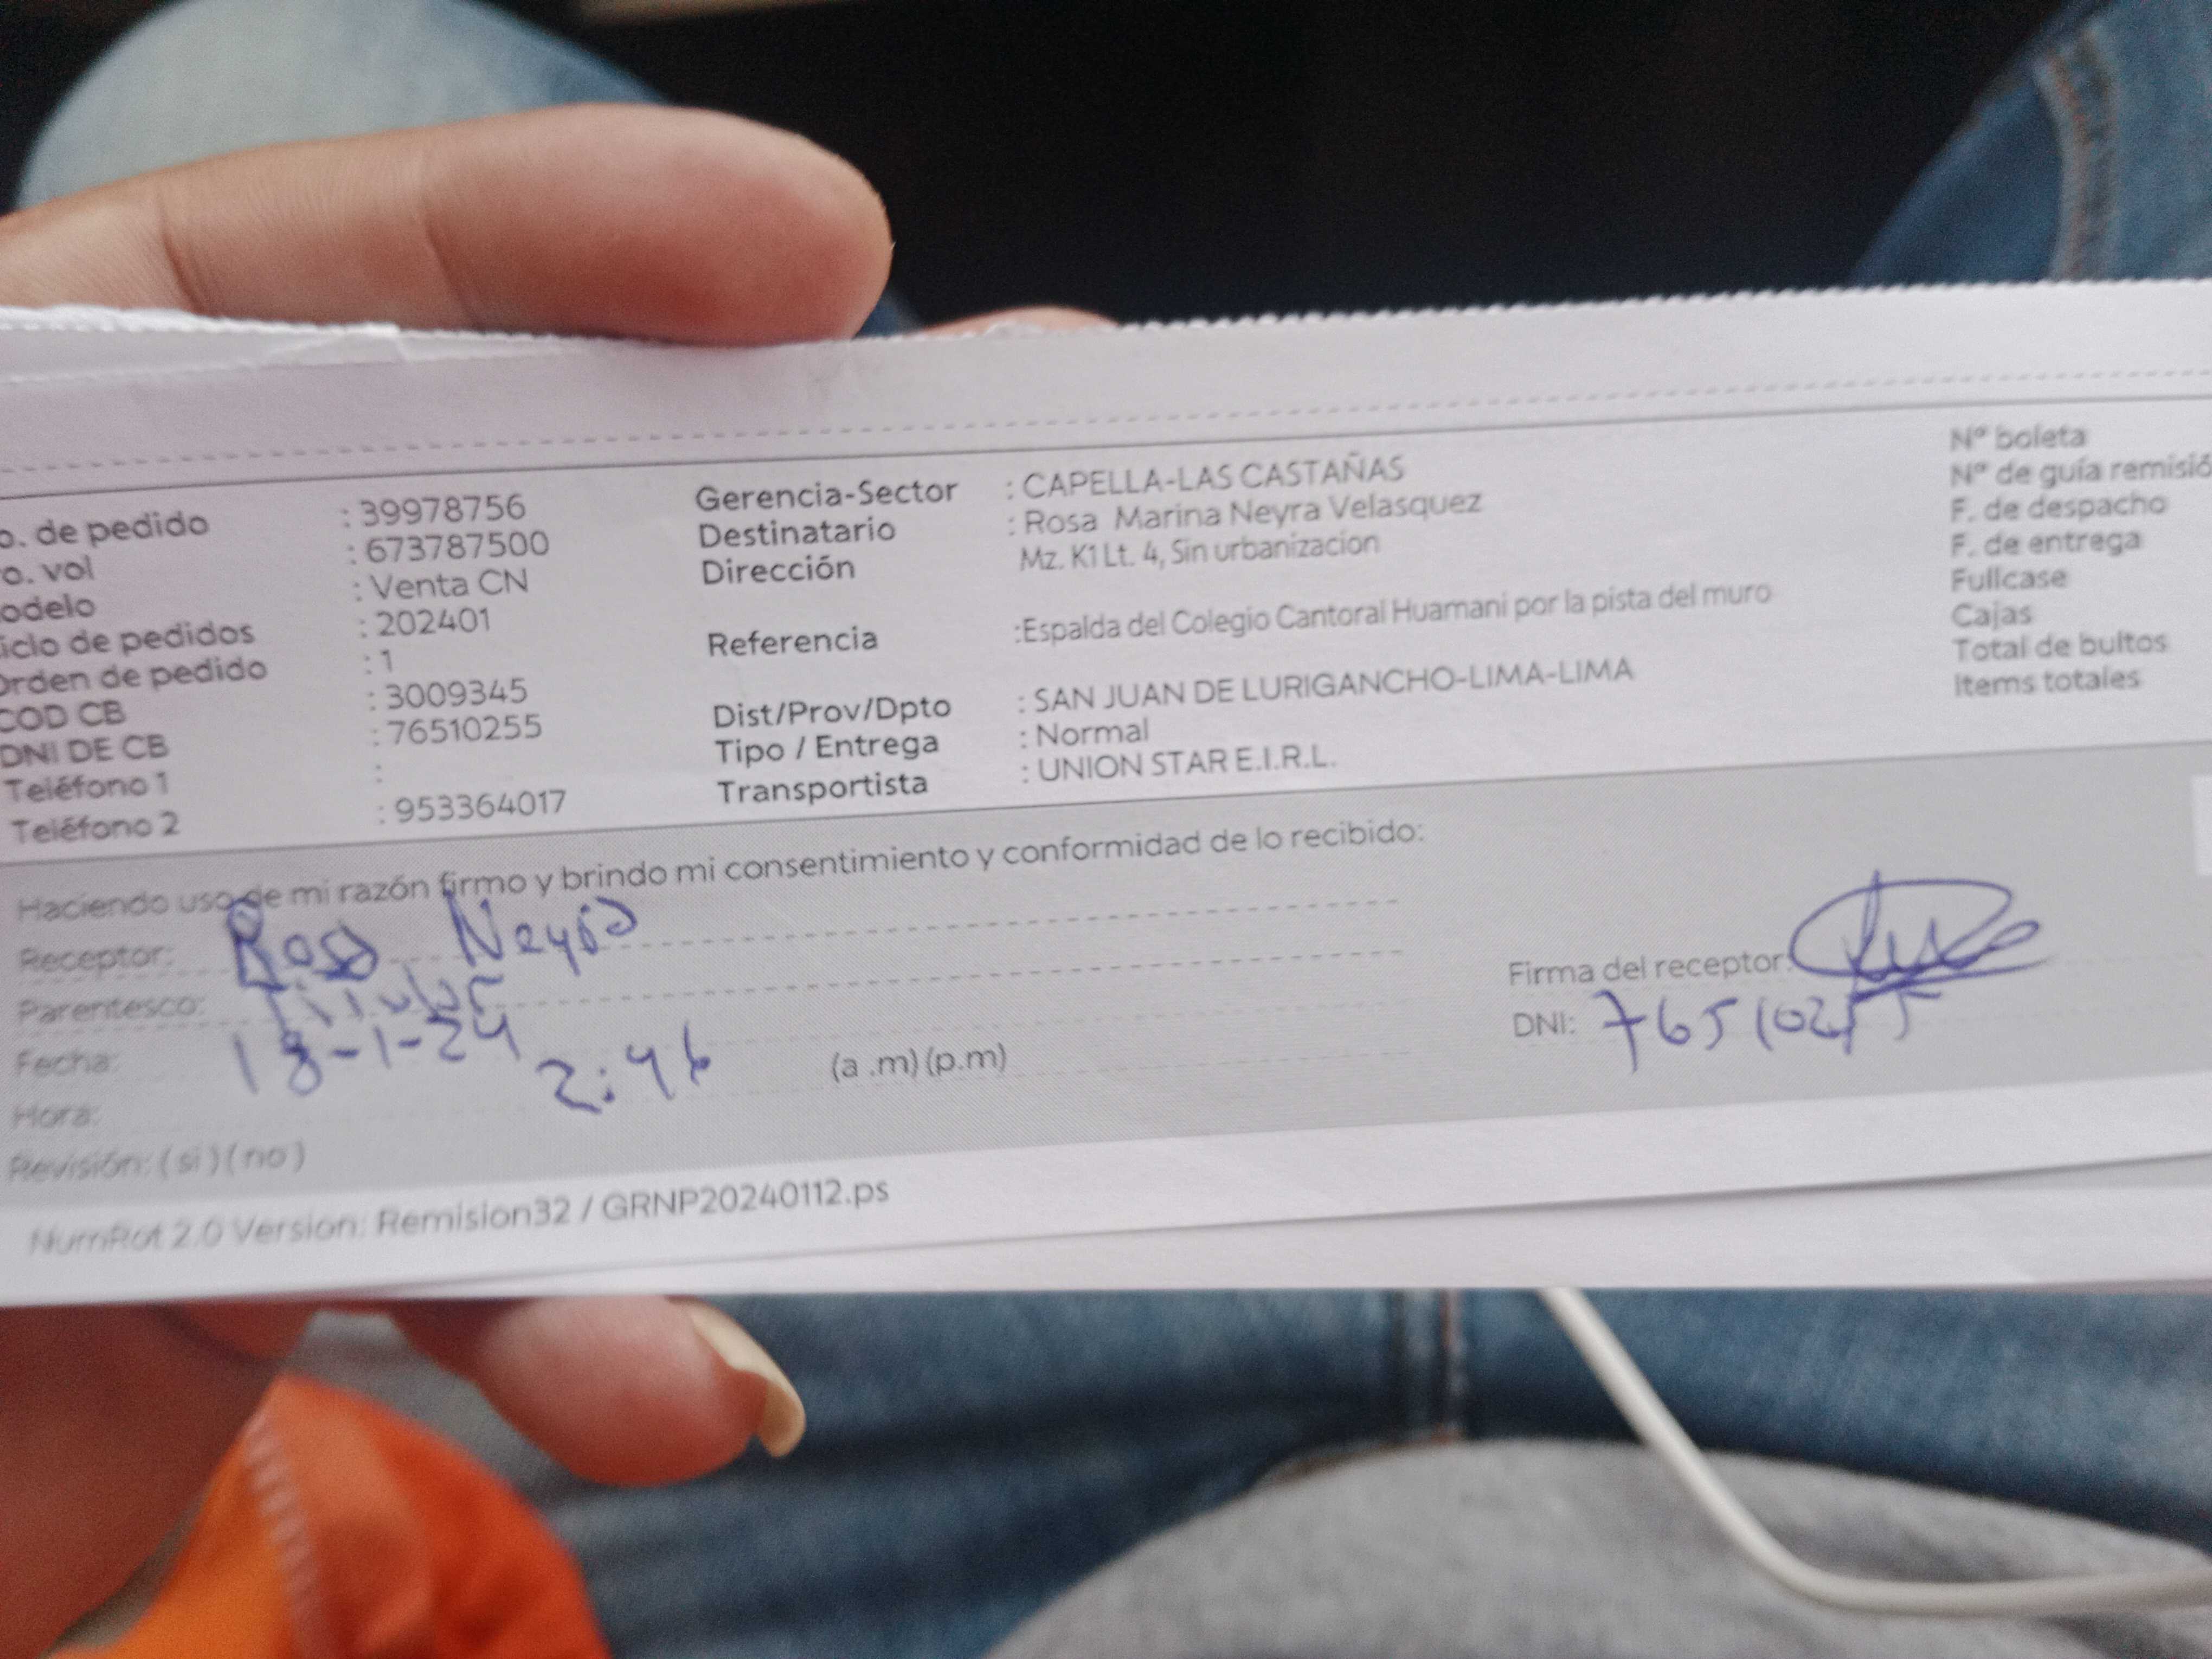 o. de pedido : 39978756
o. vol : 673787500
odelo : Venta CN
iclo de pedidos : 202401
Orden de pedido : 1
COD CB : 3009345
DNI DE CB : 76510255
Teléfono 1 :
Teléfono 2 : 953364017
Gerencia-Sector : CAPELLA-LAS CASTAÑAS
Destinatario : Rosa Marina Neyra Velasquez
Dirección Mz. K1 Lt. 4, Sin urbanizacion
Referencia :Espalda del Colegio Cantoral Huamani por la pista del muro
Dist/Prov/Dpto : SAN JUAN DE LURIGANCHO-LIMA-LIMA
Tipo / Entrega : Normal
Transportista : UNION STAR E.I.R.L.
Nº boleta
Nº de guía remisió
F. de despacho
F. de entrega
Fullcase
Cajas
Total de bultos
Items totales
Haciendo uso de mi razón firmo y brindo mi consentimiento y conformidad de lo recibido:
Receptor: Rosa Neyra
Parentesco: Titular
Fecha: 18-1-24
Hora: 2:46 (a .m) (p.m)
Revisión: ( si ) ( no )
Firma del receptor:
DNI: 76510255
NumRot 2.0 Version: Remision32 / GRNP20240112.ps